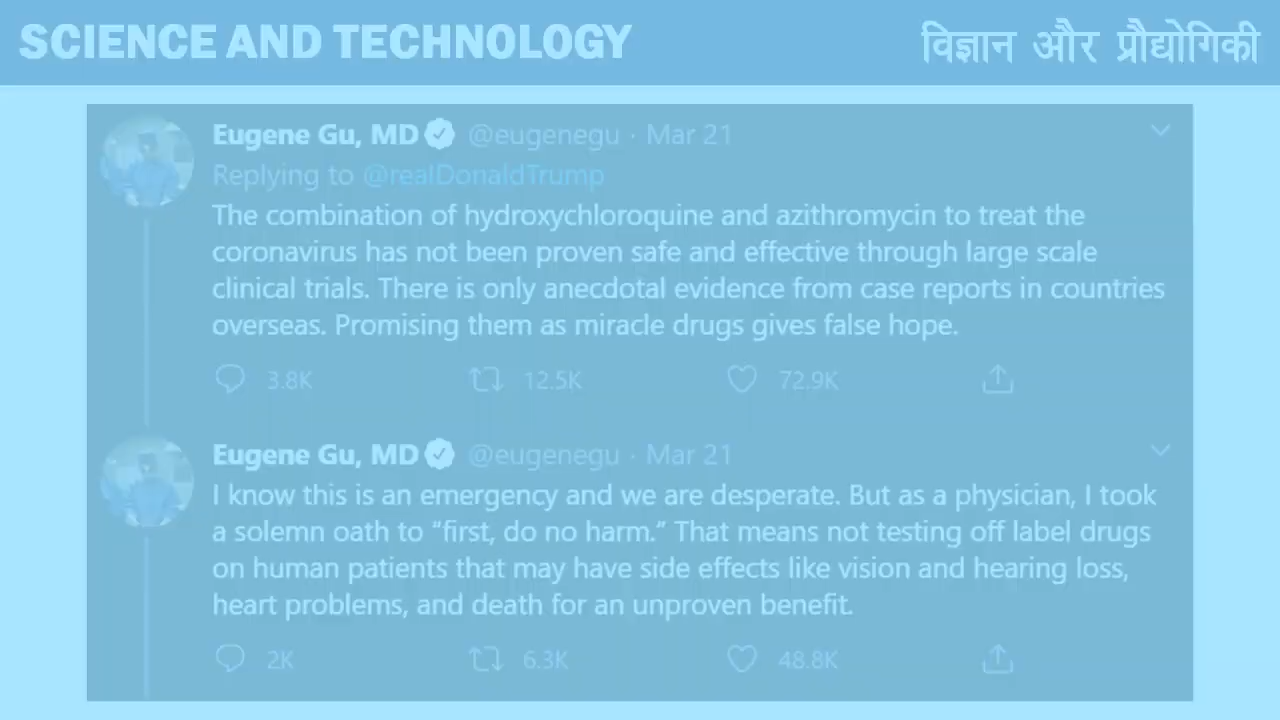 SCIENCE AND TECHNOLOGY
विज्ञान और प्रौद्योगिकी
Eugene Gu, MD @eugenegu · Mar 21
Replying to @realDonaldTrump
The combination of hydroxychloroquine and azithromycin to treat the
coronavirus has not been proven safe and effective through large scale
clinical trials. There is only anecdotal evidence from case reports in countries
overseas. Promising them as miracle drugs gives false hope.
3.8K 12.5K 72.9K
Eugene Gu, MD @eugenegu · Mar 21
I know this is an emergency and we are desperate. But as a physician, I took
a solemn oath to “first, do no harm.” That means not testing off label drugs
on human patients that may have side effects like vision and hearing loss,
heart problems, and death for an unproven benefit.
2K 6.3K 48.8K